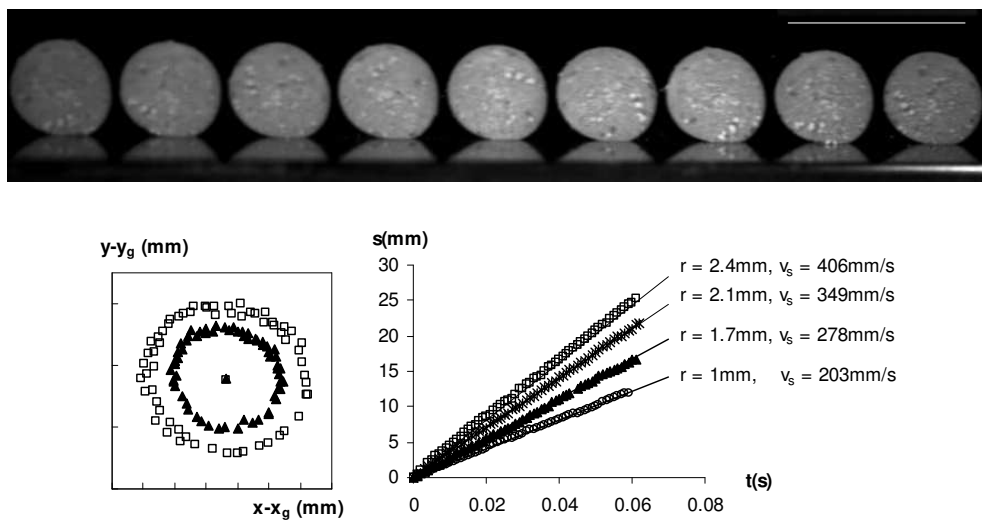 y-yg (mm)
x-xg (mm)
s(mm)
30
25
20
15
10
5
0
0 0.02 0.04 0.06 0.08
t(s)
r = 2.4mm, vs = 406mm/s
r = 2.1mm, vs = 349mm/s
r = 1.7mm, vs = 278mm/s
r = 1mm, vs = 203mm/s